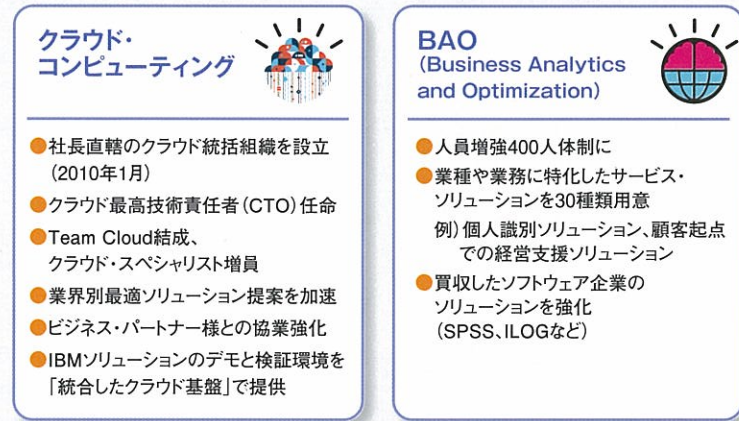 クラウド・
コンピューティング
●社長直轄のクラウド統括組織を設立
（2010年1月）
●クラウド最高技術責任者（CTO）任命
●Team Cloud結成、
クラウド・スペシャリスト増員
●業界別最適ソリューション提案を加速
●ビジネス・パートナー様との協業強化
●IBMソリューションのデモと検証環境を
「統合したクラウド基盤」で提供
BAO
（Business Analytics
and Optimization）
●人員増強400人体制に
●業種や業務に特化したサービス・
ソリューションを30種類用意
例）個人識別ソリューション、顧客起点
での経営支援ソリューション
●買収したソフトウェア企業の
ソリューションを強化
（SPSS、ILOGなど）